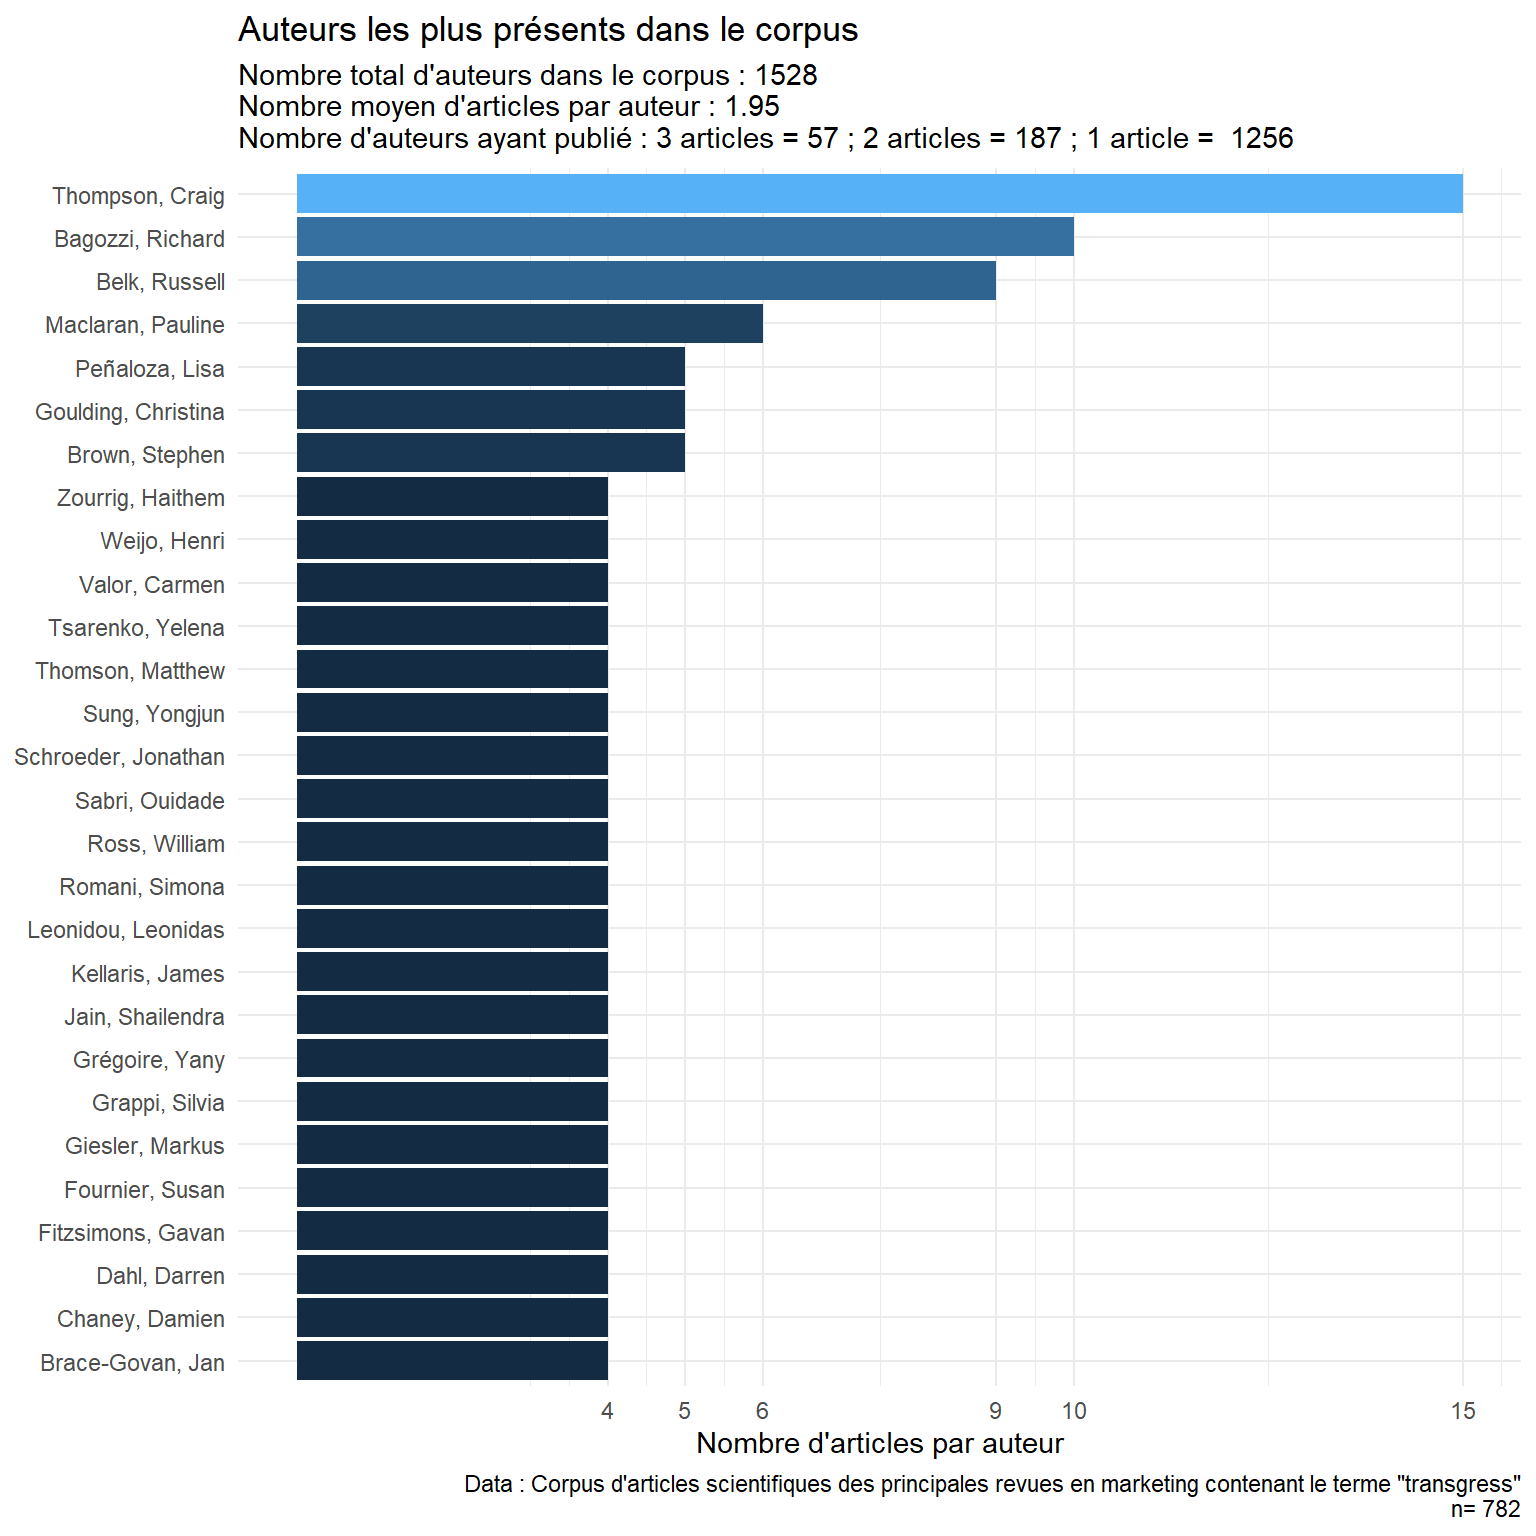 Auteurs les plus présents dans le corpus
Nombre total d'auteurs dans le corpus : 1528
Nombre moyen d'articles par auteur : 1.95
Nombre d'auteurs ayant publié : 3 articles = 57 ; 2 articles = 187 ; 1 article =  1256
Thompson, Craig
Bagozzi, Richard
Belk, Russell
Maclaran, Pauline
Peñaloza, Lisa
Goulding, Christina
Brown, Stephen
Zourrig, Haithem
Weijo, Henri
Valor, Carmen
Tsarenko, Yelena
Thomson, Matthew
Sung, Yongjun
Schroeder, Jonathan
Sabri, Ouidade
Ross, William
Romani, Simona
Leonidou, Leonidas
Kellaris, James
Jain, Shailendra
Grégoire, Yany
Grappi, Silvia
Giesler, Markus
Fournier, Susan
Fitzsimons, Gavan
Dahl, Darren
Chaney, Damien
Brace-Govan, Jan
4 5 6 9 10 15
Nombre d'articles par auteur
Data : Corpus d'articles scientifiques des principales revues en marketing contenant le terme "transgress"
n= 782